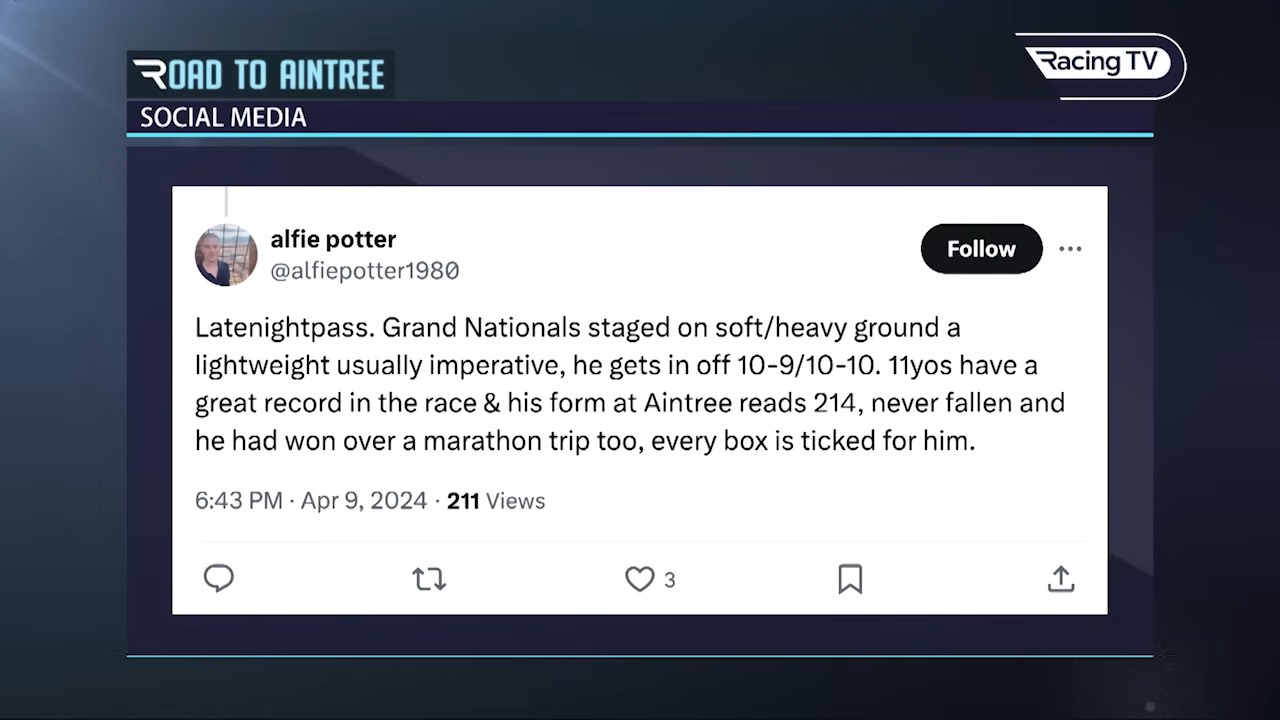 ROAD TO AINTREE
Racing TV
SOCIAL MEDIA
alfie potter
@alfiepotter1980
Follow
Latenightpass. Grand Nationals staged on soft/heavy ground a
lightweight usually imperative, he gets in off 10-9/10-10. 11yos have a
great record in the race & his form at Aintree reads 214, never fallen and
he had won over a marathon trip too, every box is ticked for him.
6:43 PM · Apr 9, 2024 · 211 Views
3